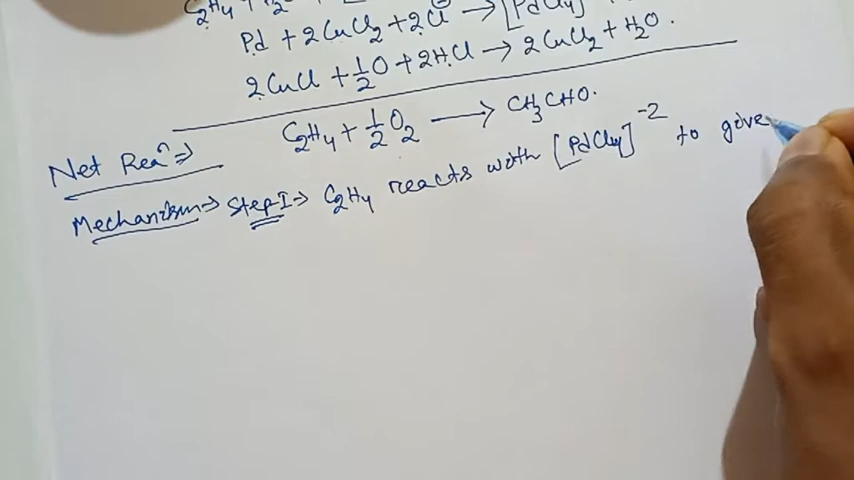 C₂H₄ +
Pd + 2CuCl₂ + 2Cl⊖ → [PdCl₄]
2CuCl + ½O + 2HCl → 2CuCl₂ + H₂O.
Net Reaⁿ ⇒ C₂H₄ + ½O₂ → CH₃CHO.
Mechanism → Step-I → C₂H₄ reacts with [PdCl₄]⁻² to give